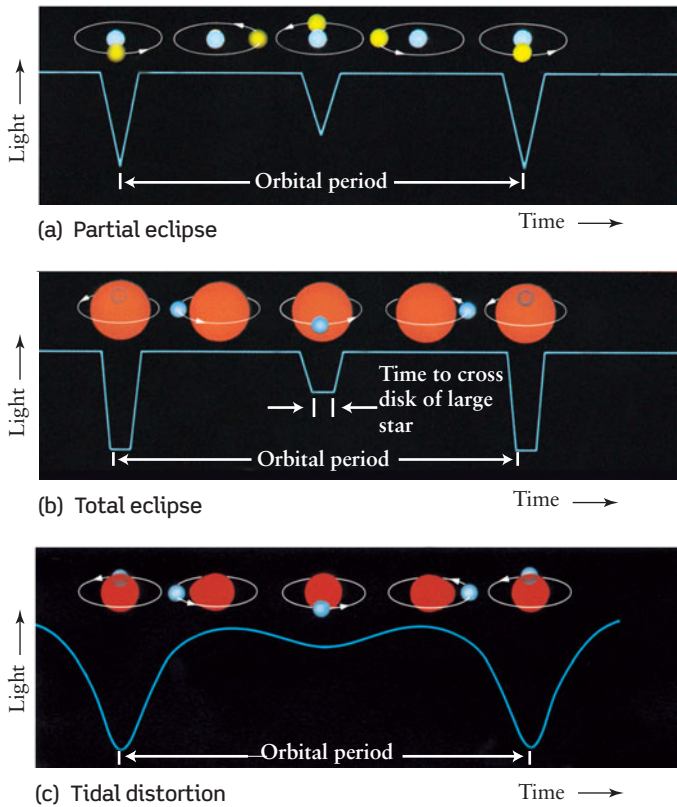 Light
Orbital period
(a) Partial eclipse
Time
Time to cross
disk of large
star
Light
Orbital period
(b) Total eclipse
Time
Light
Orbital period
(c) Tidal distortion
Time